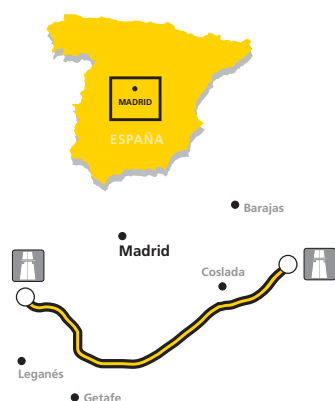 MADRID
ESPAÑA
Barajas
Madrid
Coslada
Leganés
Getafe